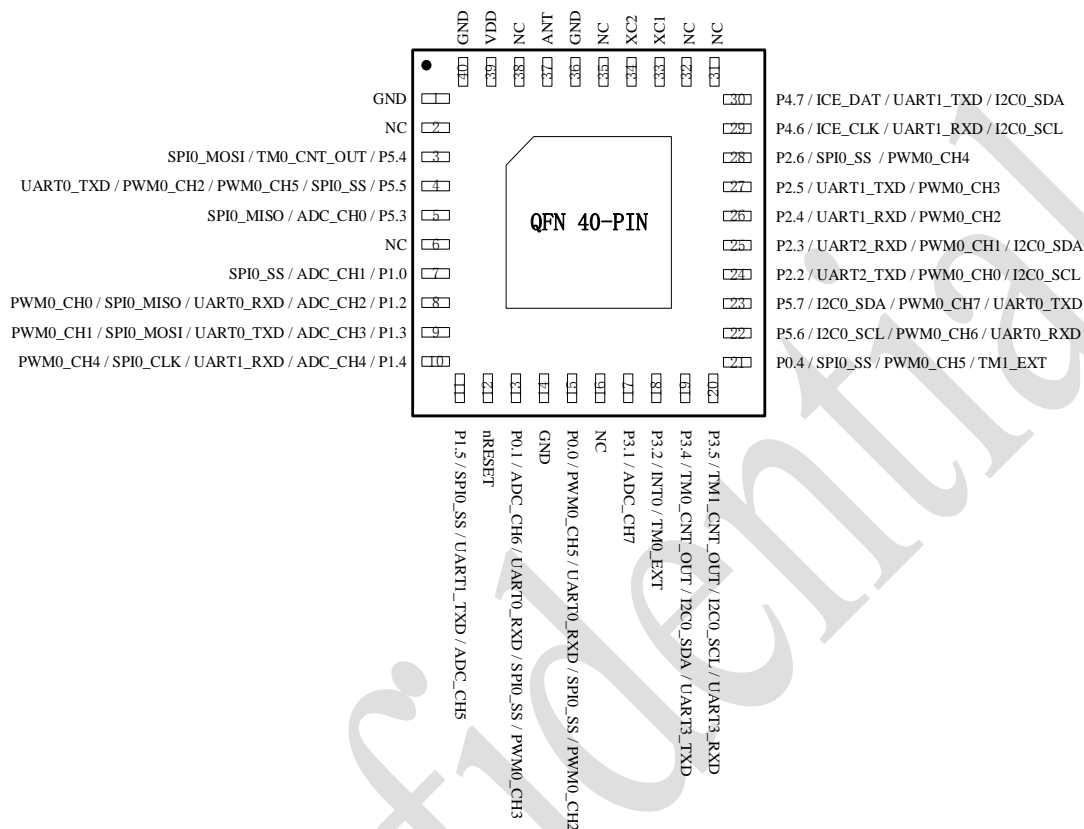 GND
VDD
NC
ANT
GND
NC
XC2
XC1
NC
NC
40
39
38
37
36
35
34
33
32
31
GND 1
NC 2
SPI0_MOSI / TM0_CNT_OUT / P5.4 3
UART0_TXD / PWM0_CH2 / PWM0_CH5 / SPI0_SS / P5.5 4
SPI0_MISO / ADC_CH0 / P5.3 5
NC 6
SPI0_SS / ADC_CH1 / P1.0 7
PWM0_CH0 / SPI0_MISO / UART0_RXD / ADC_CH2 / P1.2 8
PWM0_CH1 / SPI0_MOSI / UART0_TXD / ADC_CH3 / P1.3 9
PWM0_CH4 / SPI0_CLK / UART1_RXD / ADC_CH4 / P1.4 10
QFN 40-PIN
30 P4.7 / ICE_DAT / UART1_TXD / I2C0_SDA
29 P4.6 / ICE_CLK / UART1_RXD / I2C0_SCL
28 P2.6 / SPI0_SS / PWM0_CH4
27 P2.5 / UART1_TXD / PWM0_CH3
26 P2.4 / UART1_RXD / PWM0_CH2
25 P2.3 / UART2_RXD / PWM0_CH1 / I2C0_SDA
24 P2.2 / UART2_TXD / PWM0_CH0 / I2C0_SCL
23 P5.7 / I2C0_SDA / PWM0_CH7 / UART0_TXD
22 P5.6 / I2C0_SCL / PWM0_CH6 / UART0_RXD
21 P0.4 / SPI0_SS / PWM0_CH5 / TM1_EXT
11
12
13
14
15
16
17
18
19
20
P1.5 / SPI0_SS / UART1_TXD / ADC_CH5
nRESET
P0.1 / ADC_CH6 / UART0_RXD / SPI0_SS / PWM0_CH3
GND
P0.0 / PWM0_CH5 / UART0_RXD / SPI0_SS / PWM0_CH2
NC
P3.1 / ADC_CH7
P3.2 / INT0 / TM0_EXT
P3.4 / TM0_CNT_OUT / I2C0_SDA / UART3_TXD
P3.5 / TM1_CNT_OUT / I2C0_SCL / UART3_RXD
fidential